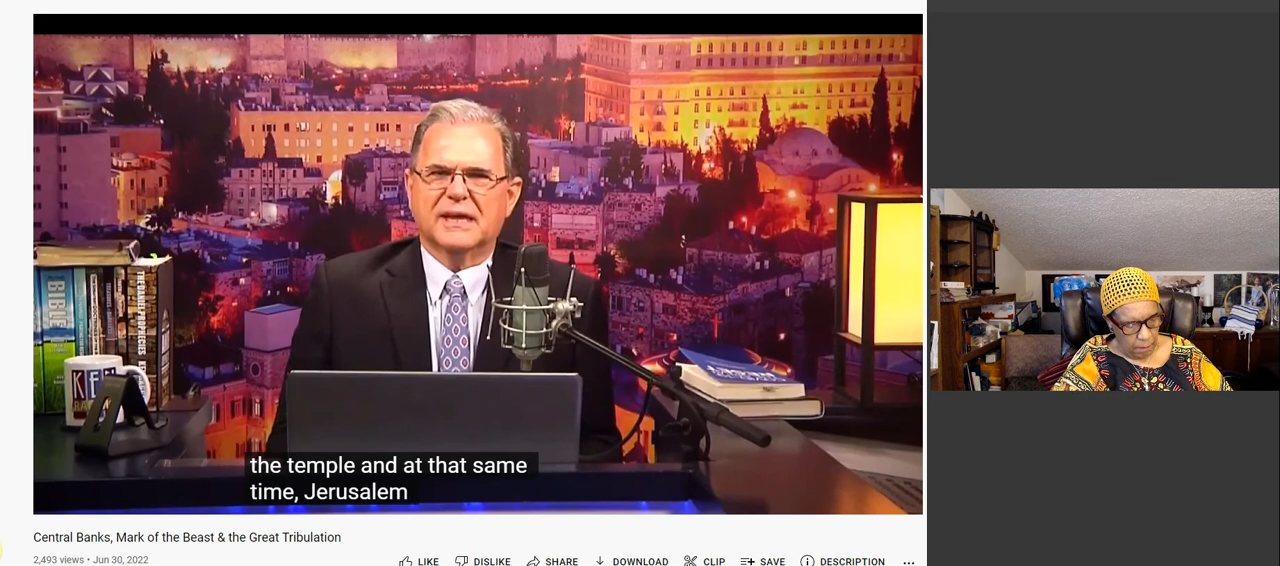 BIBLE
KEE
the temple and at that same
time, Jerusalem
Central Banks, Mark of the Beast & the Great Tribulation
2,493 views • Jun 30, 2022
LIKE
DISLIKE
SHARE
DOWNLOAD
CLIP
SAVE
DESCRIPTION
...